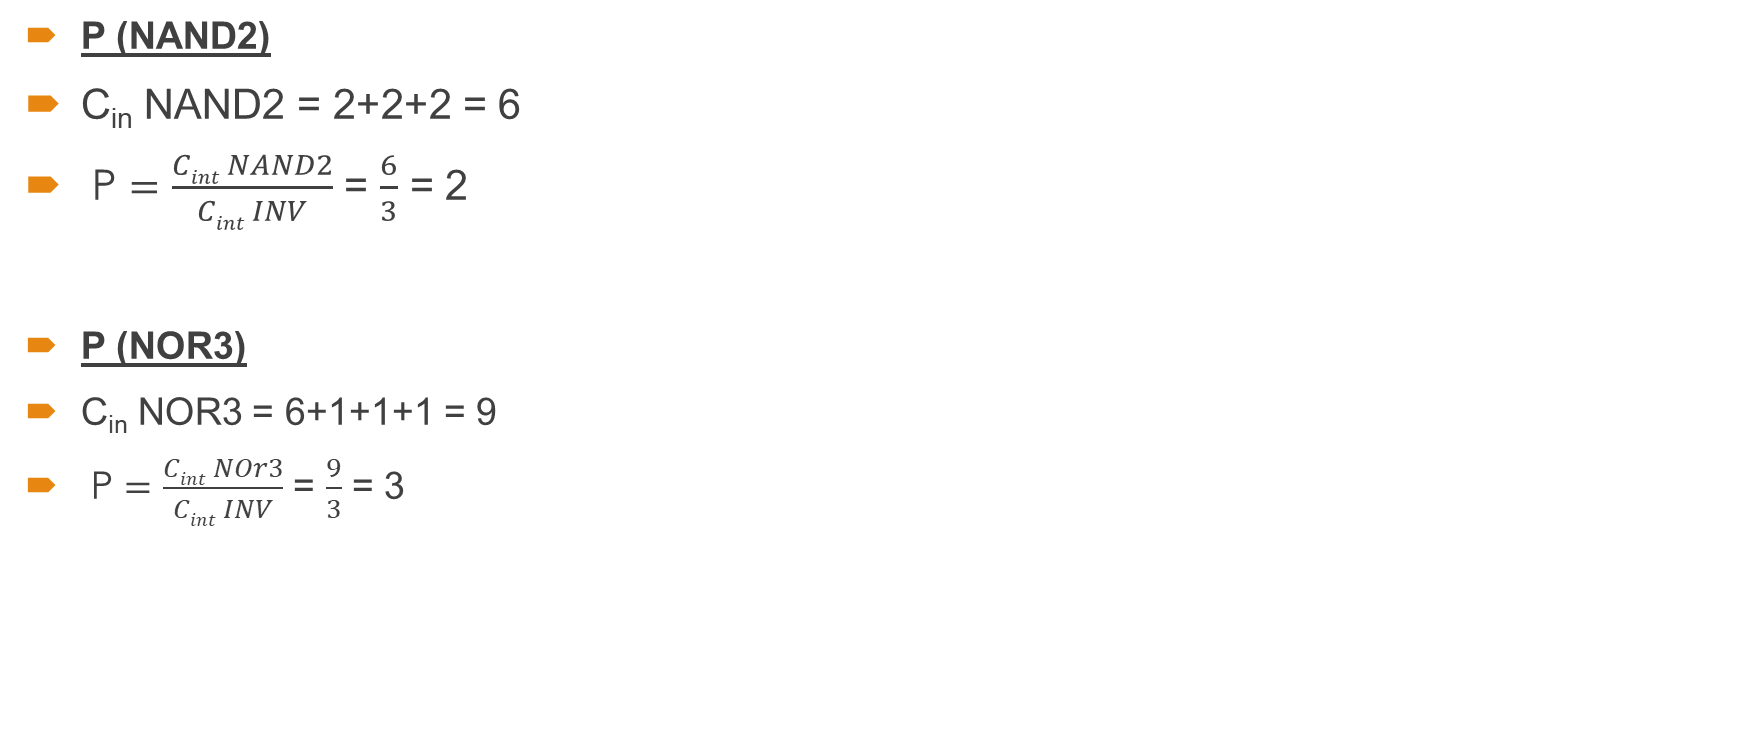 P (NAND2)
Cin NAND2 = 2+2+2 = 6
P = Cint NAND2 / Cint INV = 6/3 = 2
P (NOR3)
Cin NOR3 = 6+1+1+1 = 9
P = Cint NOr3 / Cint INV = 9/3 = 3